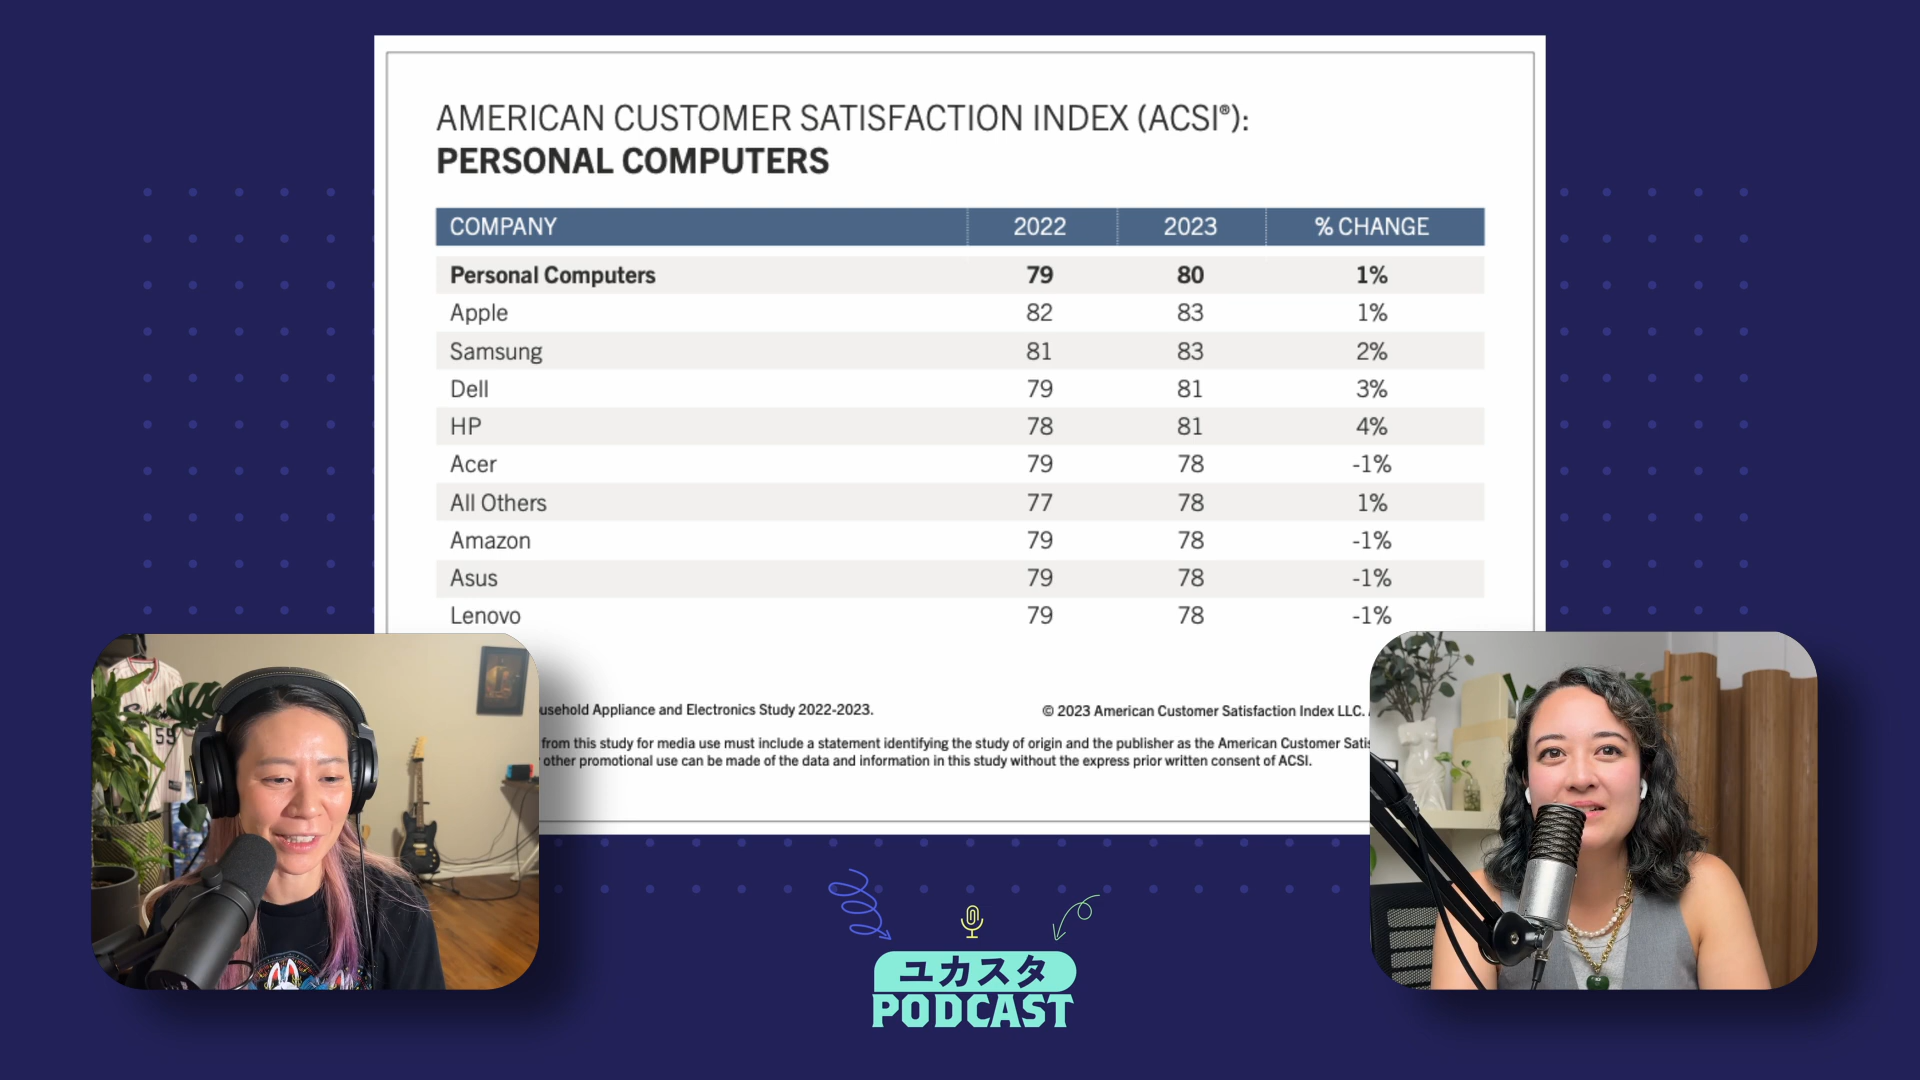 AMERICAN CUSTOMER SATISFACTION INDEX (ACSI®):
PERSONAL COMPUTERS
COMPANY 2022 2023 % CHANGE
Personal Computers 79 80 1%
Apple 82 83 1%
Samsung 81 83 2%
Dell 79 81 3%
HP 78 81 4%
Acer 79 78 -1%
All Others 77 78 1%
Amazon 79 78 -1%
Asus 79 78 -1%
Lenovo 79 78 -1%
Appliance and Electronics Study 2022-2023. © 2023 American Customer Satisfaction Index LLC.
from this study for media use must include a statement identifying the study of origin and the publisher as the American Customer
other promotional use can be made of the data and information in this study without the express prior written consent of ACSI.
59
ユカスタ
PODCAST